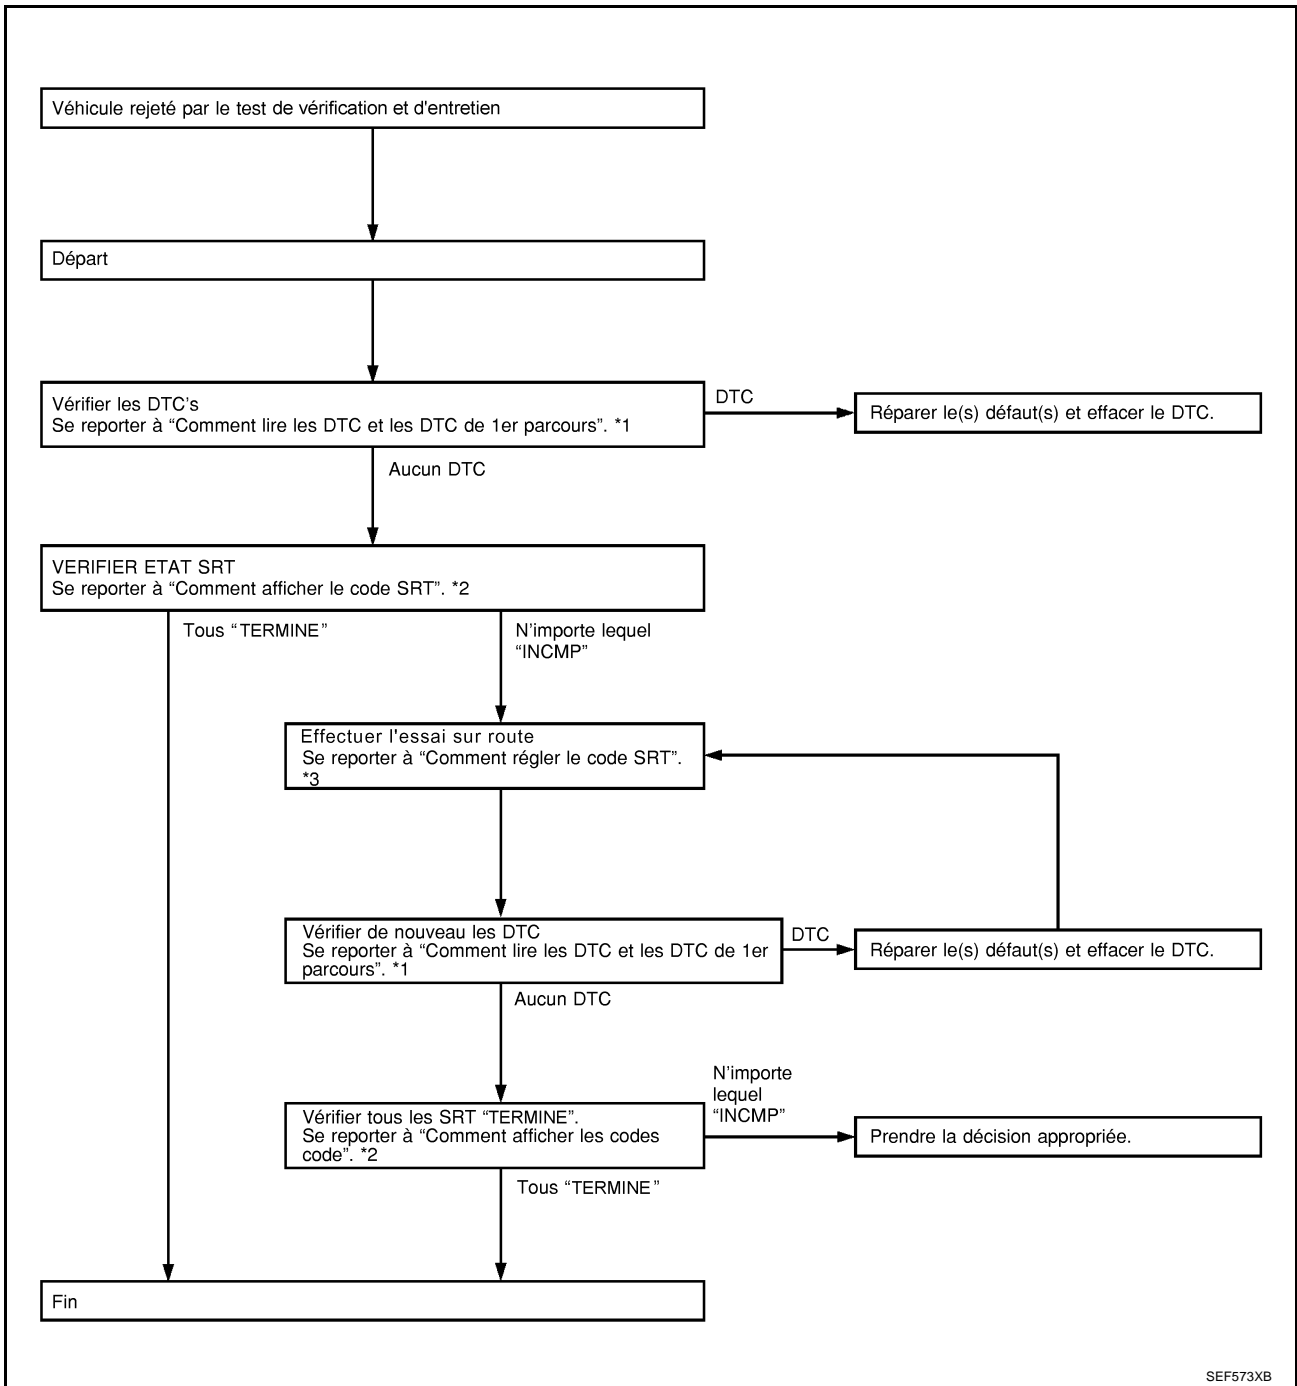 Véhicule rejeté par le test de vérification et d'entretien
Départ
Vérifier les DTC's
Se reporter à “Comment lire les DTC et les DTC de 1er parcours”. *1
DTC
Réparer le(s) défaut(s) et effacer le DTC.
Aucun DTC
VERIFIER ETAT SRT
Se reporter à “Comment afficher le code SRT”. *2
Tous “TERMINE”
N'importe lequel
“INCMP”
Effectuer l'essai sur route
Se reporter à “Comment régler le code SRT”.
*3
Vérifier de nouveau les DTC
Se reporter à “Comment lire les DTC et les DTC de 1er
parcours”. *1
DTC
Réparer le(s) défaut(s) et effacer le DTC.
Aucun DTC
Vérifier tous les SRT “TERMINE”.
Se reporter à “Comment afficher les codes
code”. *2
N'importe
lequel
“INCMP”
Prendre la décision appropriée.
Tous “TERMINE”
Fin
SEF573XB